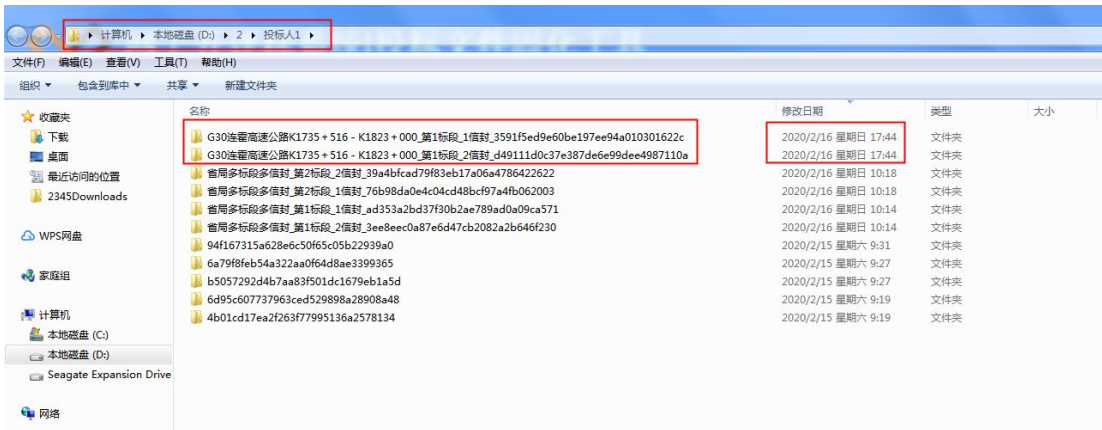 计算机 ▸ 本地磁盘 (D:) ▸ 2 ▸ 投标人1 ▸
文件(F) 编辑(E) 查看(V) 工具(T) 帮助(H)
组织 ▼ 包含到库中 ▼ 共享 ▼ 新建文件夹
收藏夹
下载
桌面
最近访问的位置
2345Downloads
WPS网盘
家庭组
计算机
本地磁盘 (C:)
本地磁盘 (D:)
Seagate Expansion Drive
网络
名称 修改日期 类型 大小
G30连霍高速公路K1735+516-K1823+000_第1标段_1信封_3591f5ed9e60be197ee94a010301622c 2020/2/16 星期日 17:44 文件夹
G30连霍高速公路K1735+516-K1823+000_第1标段_2信封_d49111d0c37e387de6e99dee4987110a 2020/2/16 星期日 17:44 文件夹
省局多标段多信封_第2标段_2信封_39a4bfcad79f83eb17a06a4786422622 2020/2/16 星期日 10:18 文件夹
省局多标段多信封_第2标段_1信封_76b98da0e4c04cd48bcf97a4fb062003 2020/2/16 星期日 10:18 文件夹
省局多标段多信封_第1标段_1信封_ad353a2bd37f30b2ae789ad0a09ca571 2020/2/16 星期日 10:14 文件夹
省局多标段多信封_第1标段_2信封_3ee8eec0a87e6d47cb2082a2b646f230 2020/2/16 星期日 10:14 文件夹
94f167315a628e6c50f65c05b22939a0 2020/2/15 星期六 9:31 文件夹
6a79f8feb54a322aa0f64d8ae3399365 2020/2/15 星期六 9:27 文件夹
b5057292d4b7aa83f501dc1679eb1a5d 2020/2/15 星期六 9:27 文件夹
6d95c607737963ced529898a28908a48 2020/2/15 星期六 9:19 文件夹
4b01cd17ea2f263f77995136a2578134 2020/2/15 星期六 9:19 文件夹